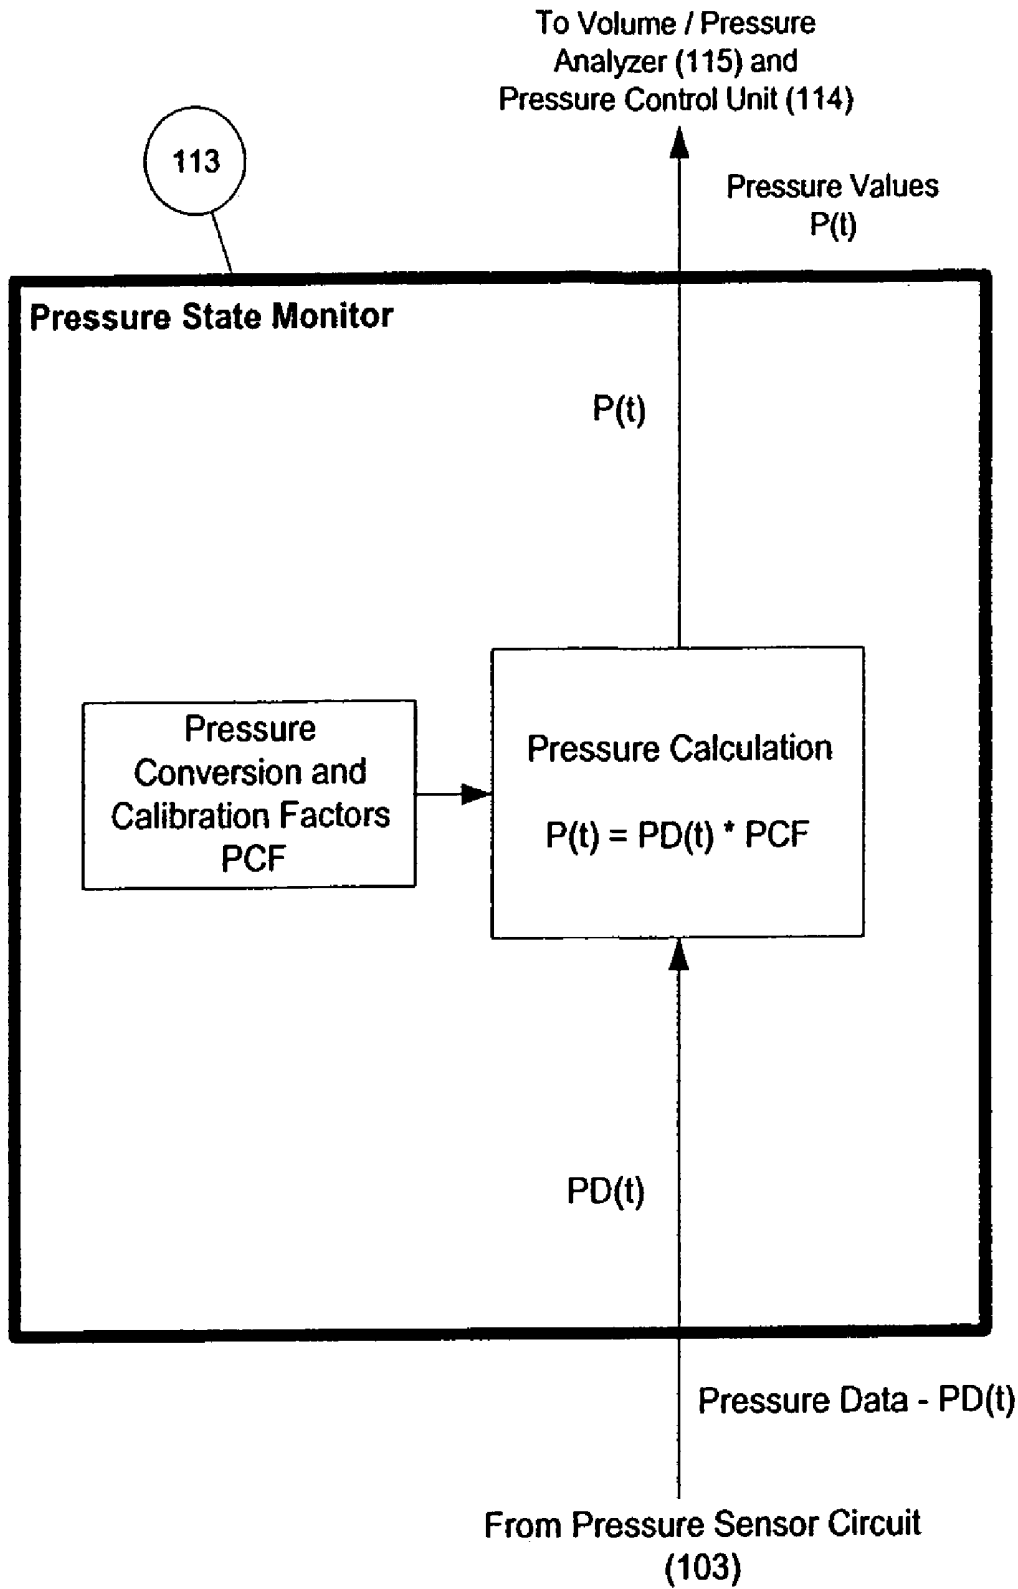 To Volume / Pressure
Analyzer (115) and
Pressure Control Unit (114)
113
Pressure Values
P(t)
Pressure State Monitor
P(t)
Pressure
Conversion and
Calibration Factors
PCF
Pressure Calculation
P(t) = PD(t) * PCF
PD(t)
Pressure Data - PD(t)
From Pressure Sensor Circuit
(103)